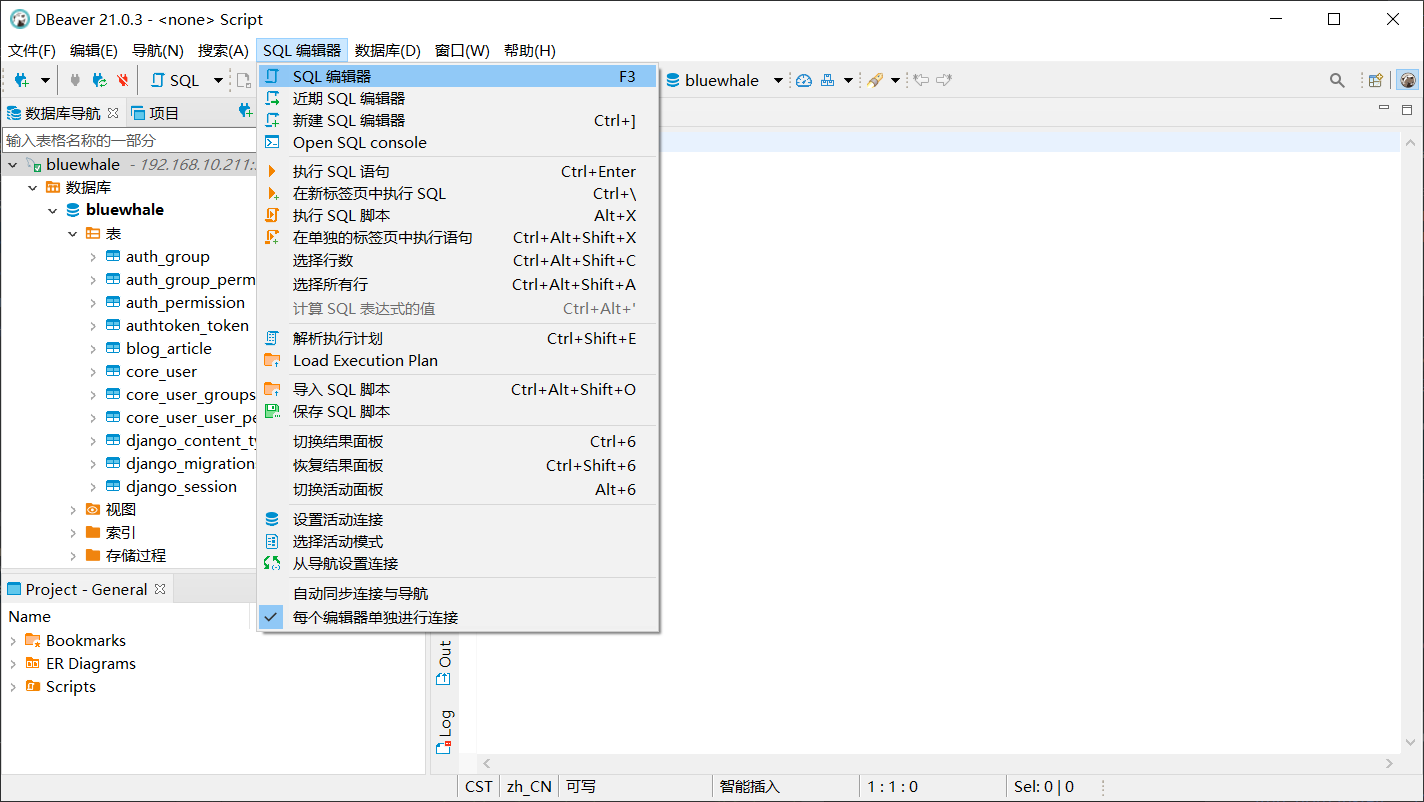 DBeaver 21.0.3 - <none> Script
文件(F) 编辑(E) 导航(N) 搜索(A) SQL 编辑器 数据库(D) 窗口(W) 帮助(H)
SQL
bluewhale
数据库导航
项目
输入表格名称的一部分
bluewhale - 192.168.10.211:
数据库
bluewhale
表
auth_group
auth_group_perm
auth_permission
authtoken_token
blog_article
core_user
core_user_groups
core_user_user_pe
django_content_ty
django_migration
django_session
视图
索引
存储过程
Project - General
Name
Bookmarks
ER Diagrams
Scripts
SQL 编辑器 F3
近期 SQL 编辑器
新建 SQL 编辑器 Ctrl+]
Open SQL console
执行 SQL 语句 Ctrl+Enter
在新标签页中执行 SQL Ctrl+\
执行 SQL 脚本 Alt+X
在单独的标签页中执行语句 Ctrl+Alt+Shift+X
选择行数 Ctrl+Alt+Shift+C
选择所有行 Ctrl+Alt+Shift+A
计算 SQL 表达式的值 Ctrl+Alt+'
解析执行计划 Ctrl+Shift+E
Load Execution Plan
导入 SQL 脚本 Ctrl+Alt+Shift+O
保存 SQL 脚本
切换结果面板 Ctrl+6
恢复结果面板 Ctrl+Shift+6
切换活动面板 Alt+6
设置活动连接
选择活动模式
从导航设置连接
自动同步连接与导航
每个编辑器单独进行连接
Out
Log
CST zh_CN 可写 智能插入 1 : 1 : 0 Sel: 0 | 0